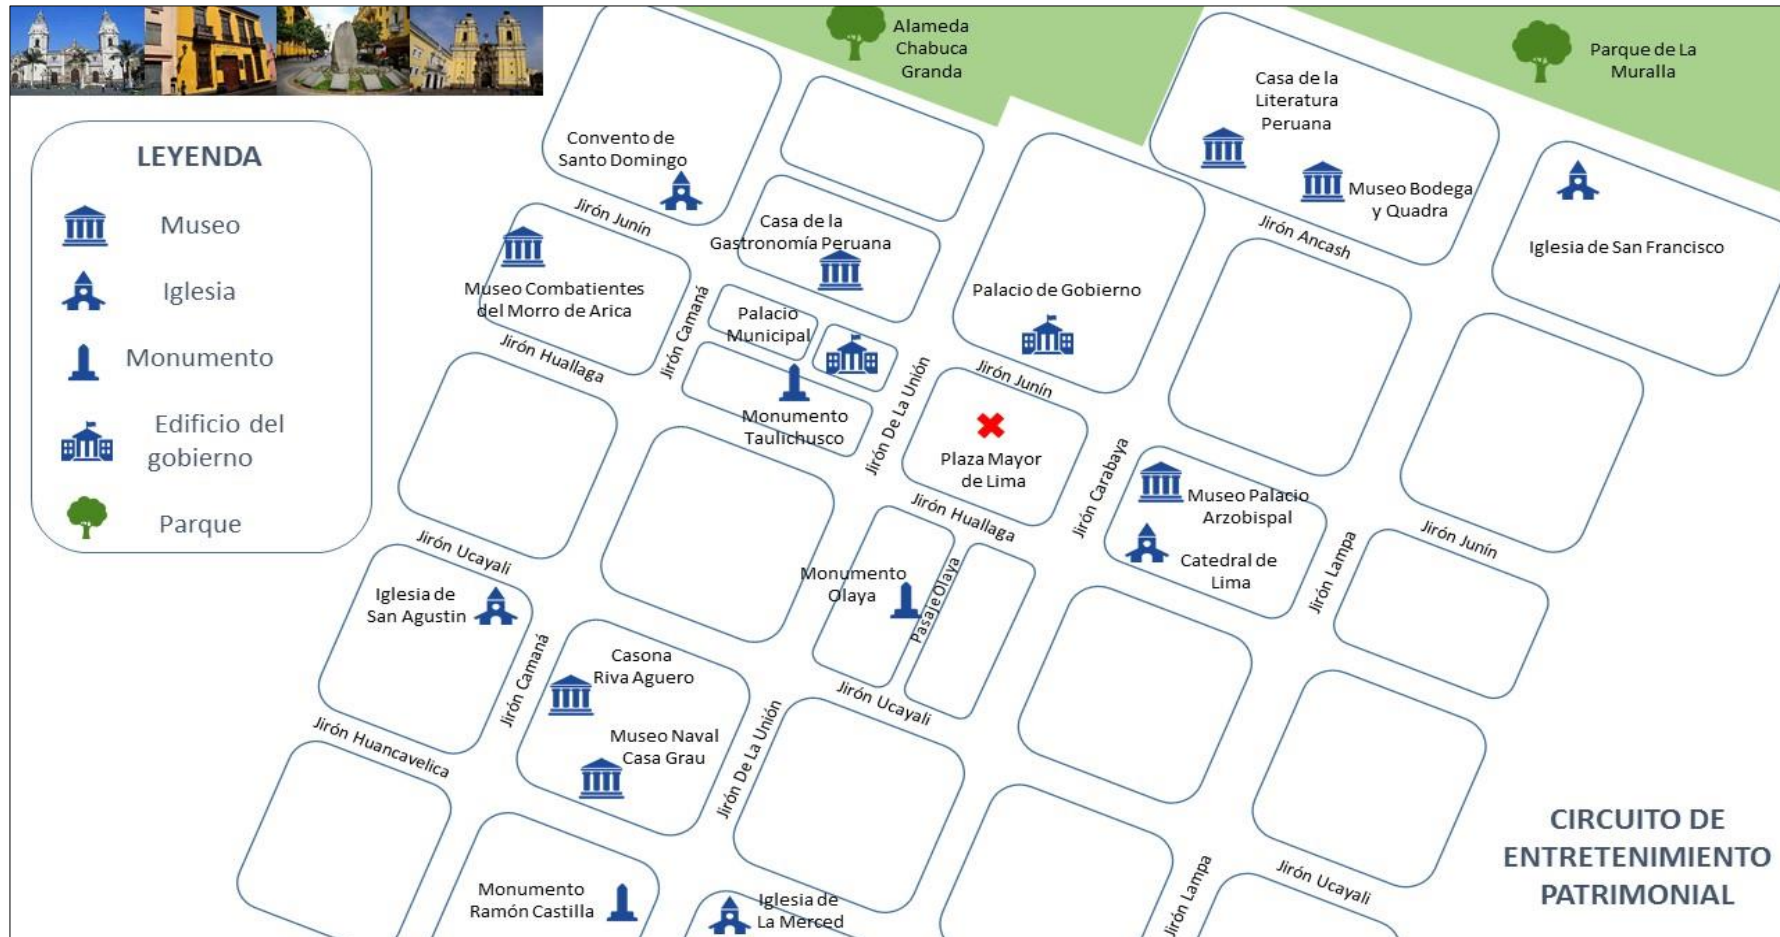 LEYENDA
Museo
Iglesia
Monumento
Edificio del
gobierno
Parque
Alameda
Chabuca
Granda
Parque de La
Muralla
Casa de la
Literatura
Peruana
Museo Bodega
y Quadra
Iglesia de San Francisco
Convento de
Santo Domingo
Jirón Junín
Casa de la
Gastronomía Peruana
Jirón Ancash
Museo Combatientes
del Morro de Arica
Jirón Camaná
Palacio
Municipal
Palacio de Gobierno
Jirón Huallaga
Monumento
Taulichusco
Jirón De La Unión
Jirón Junín
Plaza Mayor
de Lima
Jirón Huallaga
Jirón Carabaya
Museo Palacio
Arzobispal
Catedral de
Lima
Jirón Lampa
Jirón Junín
Jirón Ucayali
Iglesia de
San Agustin
Monumento
Olaya
Pasaje Olaya
Jirón Camaná
Casona
Riva Aguero
Museo Naval
Casa Grau
Jirón Ucayali
Jirón Huancavelica
Jirón De La Unión
Monumento
Ramón Castilla
Iglesia de
La Merced
Jirón Lampa
Jirón Ucayali
CIRCUITO DE
ENTRETENIMIENTO
PATRIMONIAL